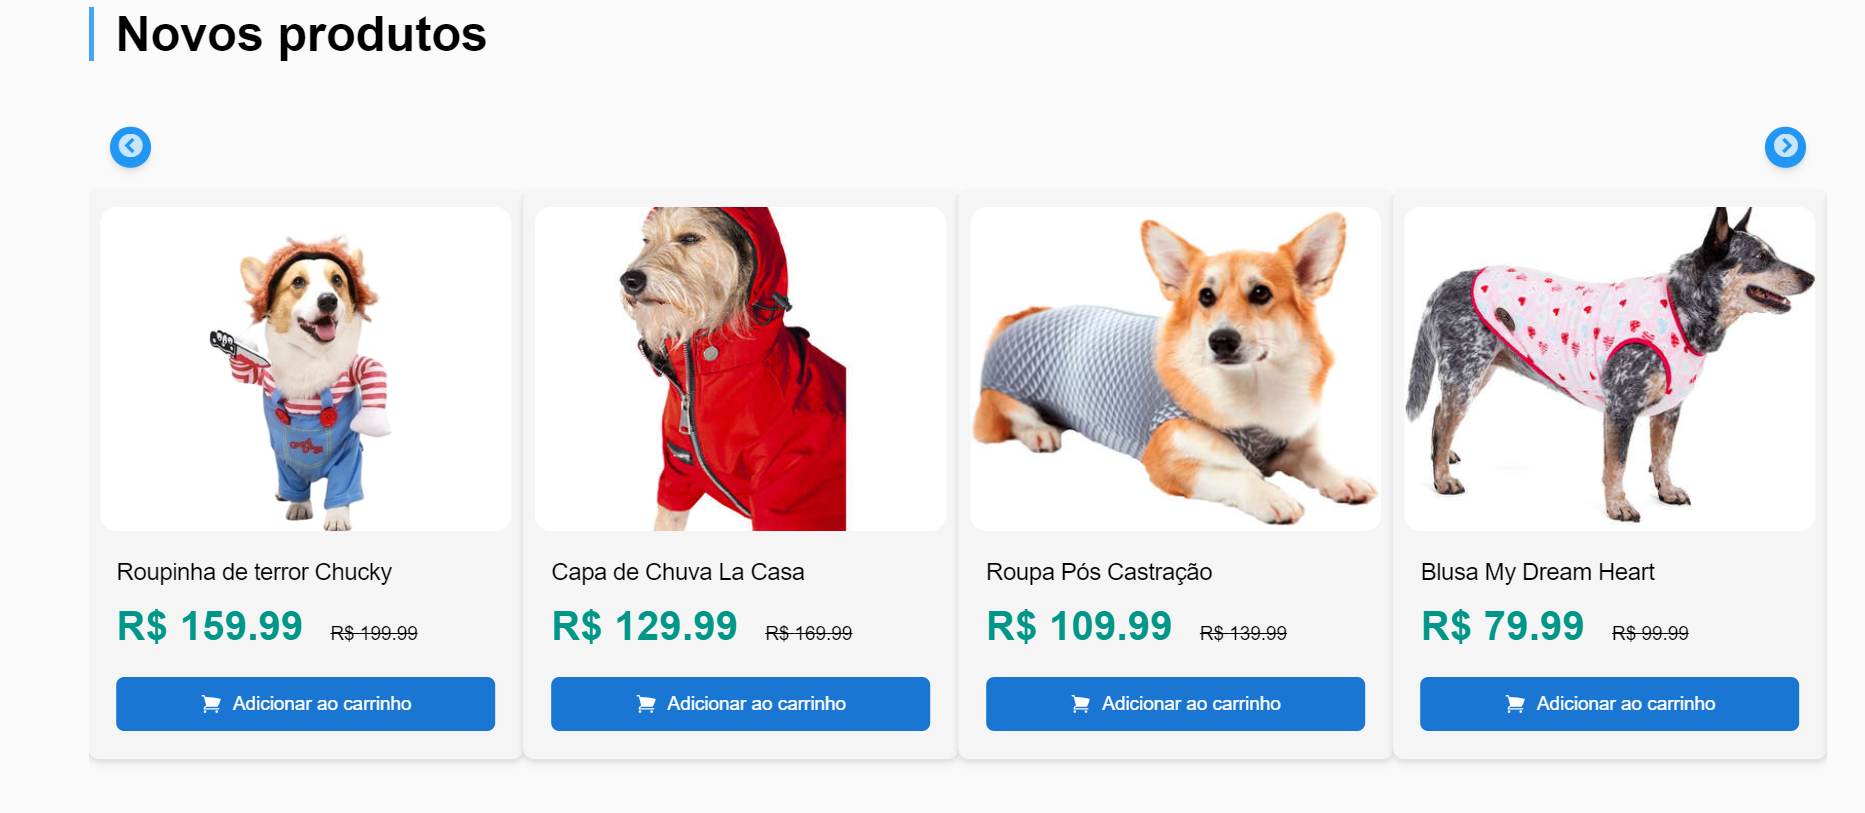 Novos produtos
Roupinha de terror Chucky
R$ 159.99 R$ 199.99
Adicionar ao carrinho
Capa de Chuva La Casa
R$ 129.99 R$ 169.99
Adicionar ao carrinho
Roupa Pós Castração
R$ 109.99 R$ 139.99
Adicionar ao carrinho
Blusa My Dream Heart
R$ 79.99 R$ 99.99
Adicionar ao carrinho